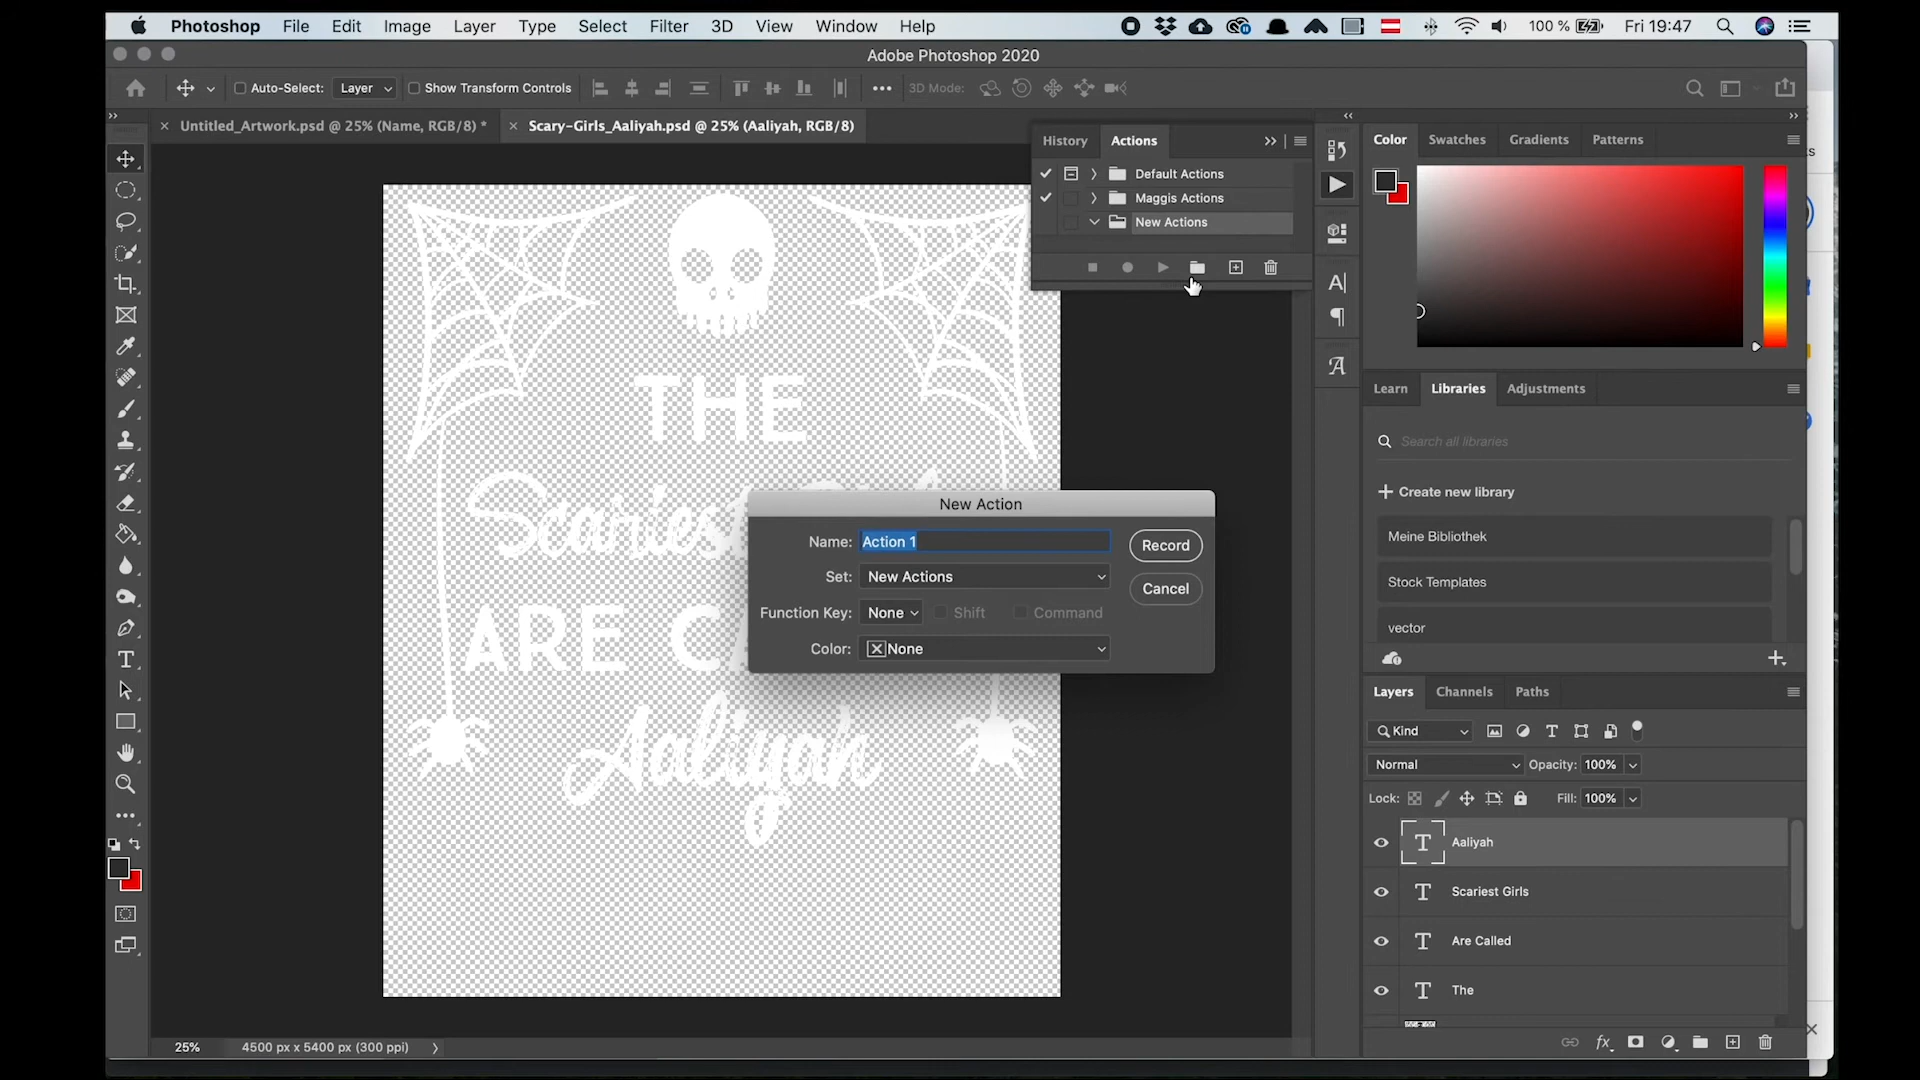 Photoshop File Edit Image Layer Type Select Filter 3D View Window Help 100 % Fri 19:47
Adobe Photoshop 2020
Auto-Select: Layer Show Transform Controls 3D Mode:
Untitled_Artwork.psd @ 25% (Name, RGB/8) *
Scary-Girls_Aaliyah.psd @ 25% (Aaliyah, RGB/8)
History Actions
Default Actions
Maggis Actions
New Actions
Color Swatches Gradients Patterns
THE
Scariest
ARE CA
Aaliyah
New Action
Name: Action 1
Set: New Actions
Function Key: None Shift Command
Color: None
Record
Cancel
Learn Libraries Adjustments
Search all libraries
Create new library
Meine Bibliothek
Stock Templates
vector
Layers Channels Paths
Kind
Normal Opacity: 100%
Lock: Fill: 100%
Aaliyah
Scariest Girls
Are Called
The
25% 4500 px x 5400 px (300 ppi)